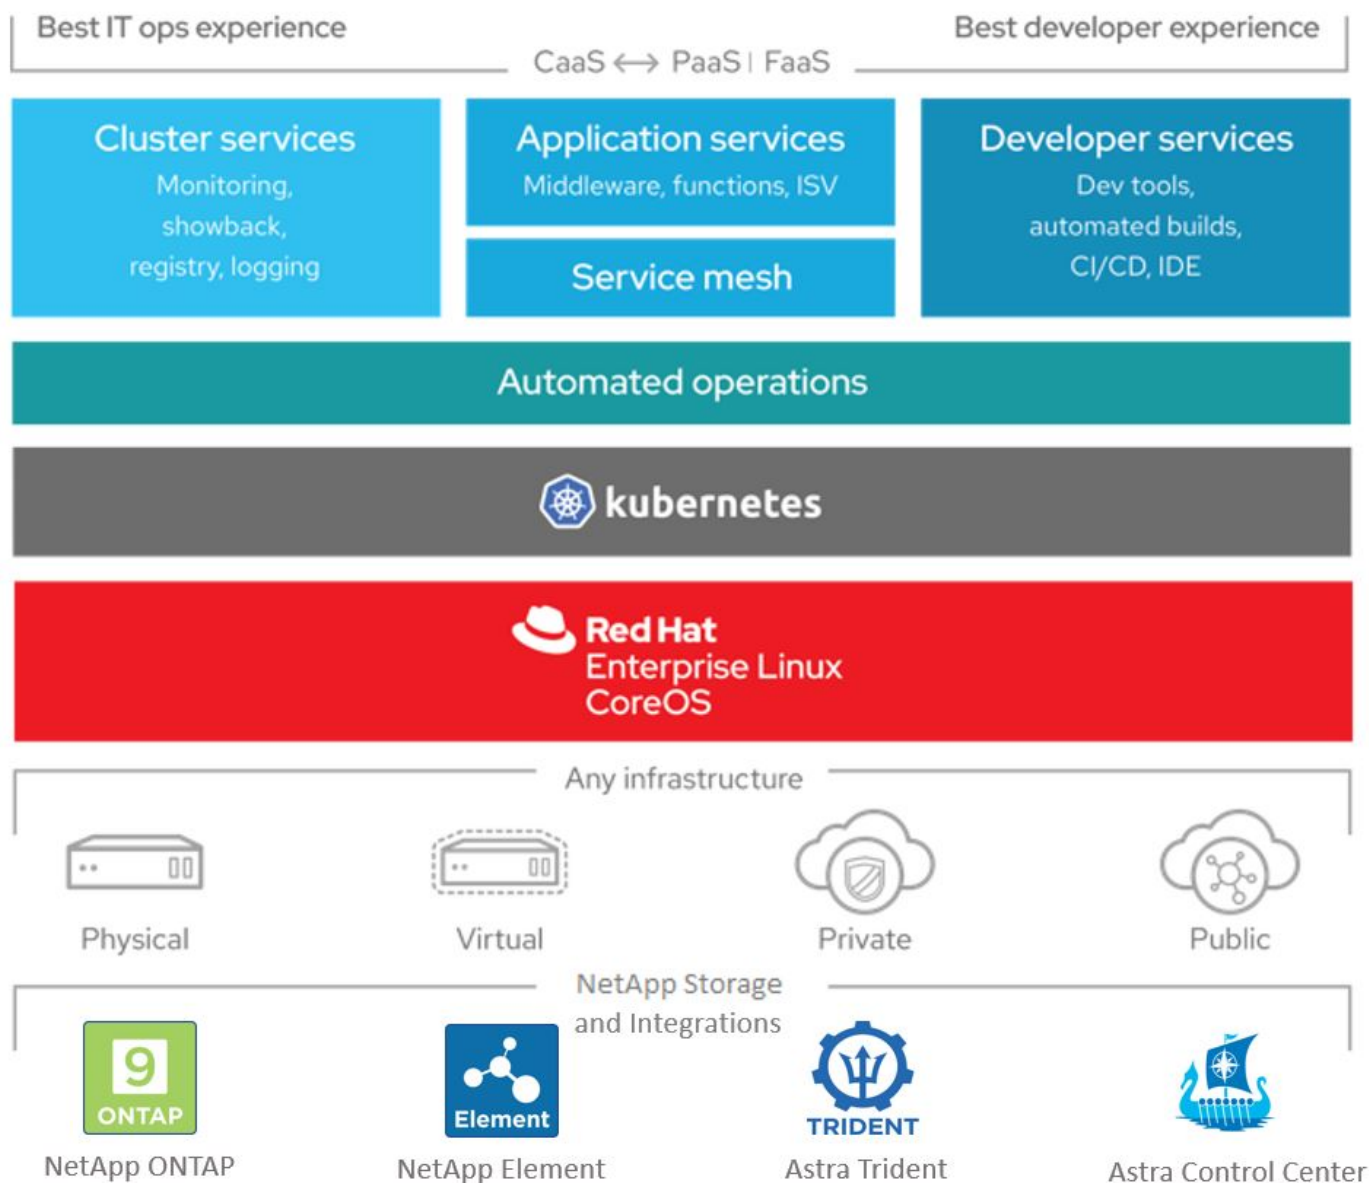 Best IT ops experience
Best developer experience
CaaS ↔ PaaS | FaaS
Cluster services
Monitoring,
showback,
registry, logging
Application services
Middleware, functions, ISV
Service mesh
Developer services
Dev tools,
automated builds,
CI/CD, IDE
Automated operations
kubernetes
Red Hat
Enterprise Linux
CoreOS
Any infrastructure
Physical
Virtual
Private
Public
NetApp Storage
and Integrations
9
ONTAP
NetApp ONTAP
Element
NetApp Element
TRIDENT
Astra Trident
Astra Control Center